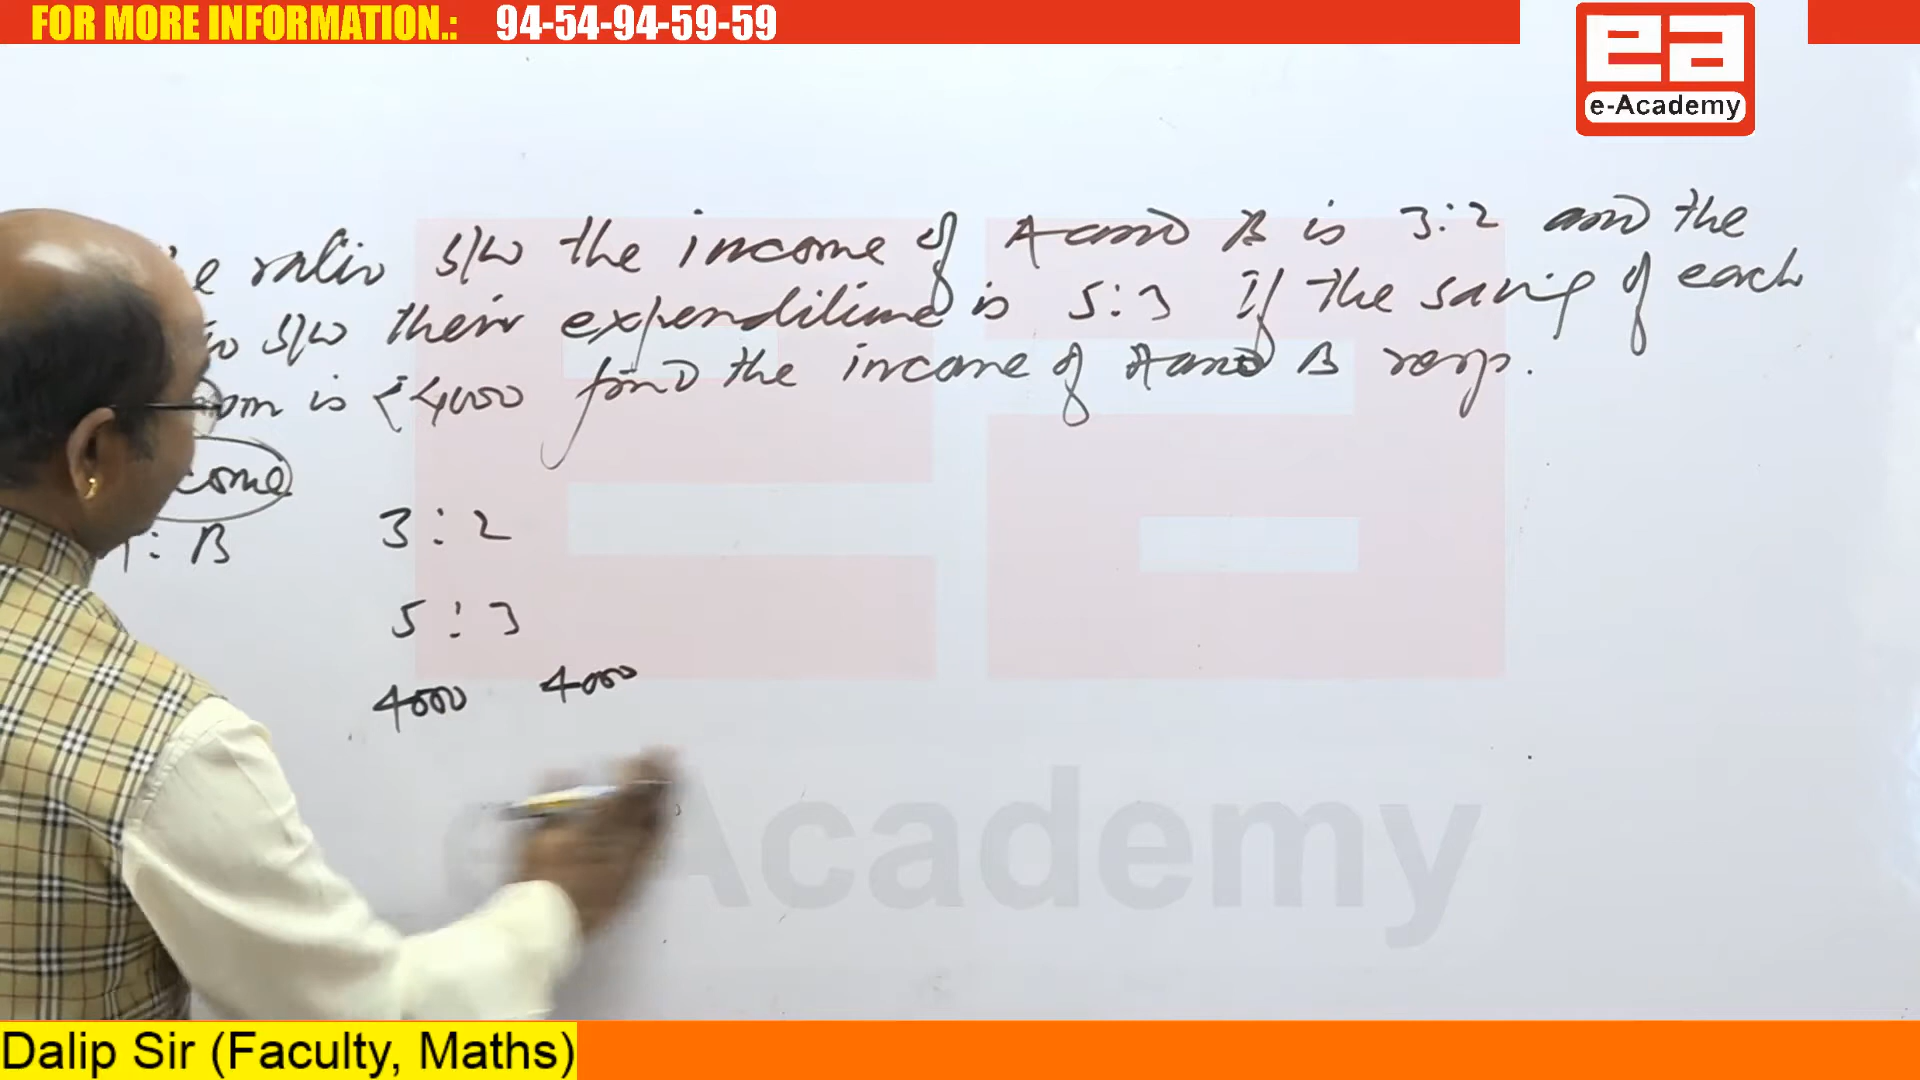 FOR MORE INFORMATION.: 94-54-94-59-59
ea
e-Academy
ratio b/w the income of A and B is 3:2 and the
b/w their expenditure is 5:3 If the saving of each
is ₹4000 find the income of A and B resp.
come
: B 3 : 2
5 : 3
4000 4000
e-Academy
Dalip Sir (Faculty, Maths)